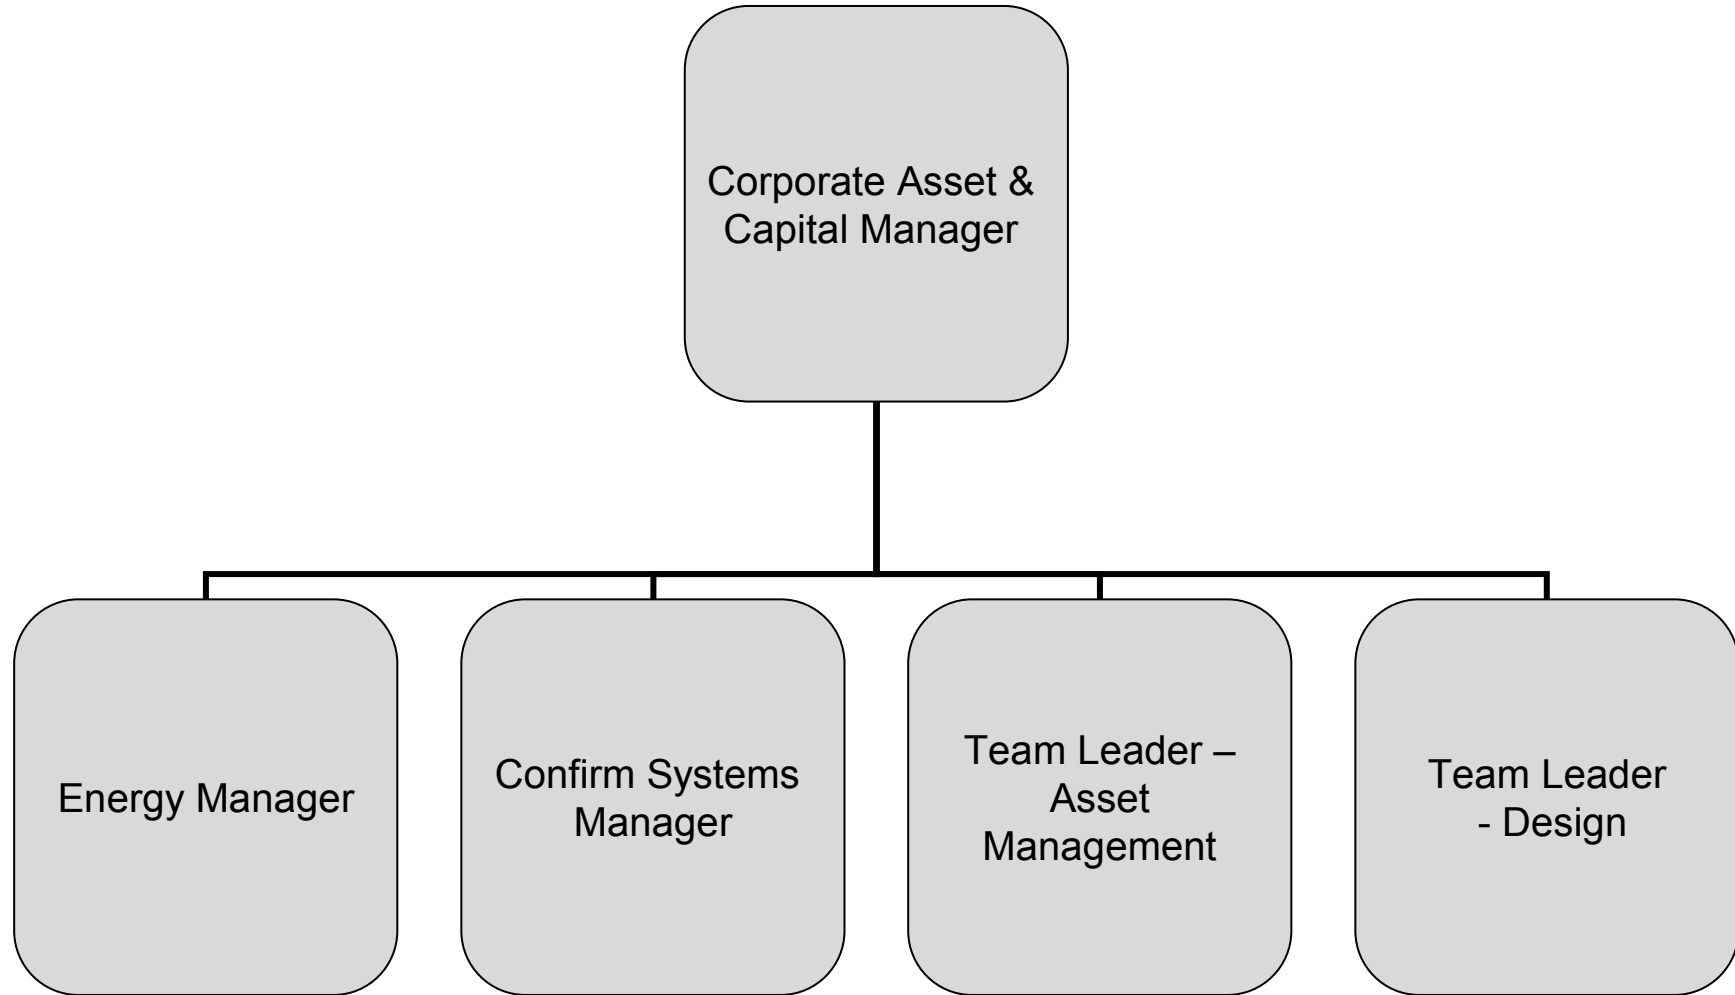 Corporate Asset &
Capital Manager
Energy Manager
Confirm Systems
Manager
Team Leader –
Asset
Management
Team Leader
- Design